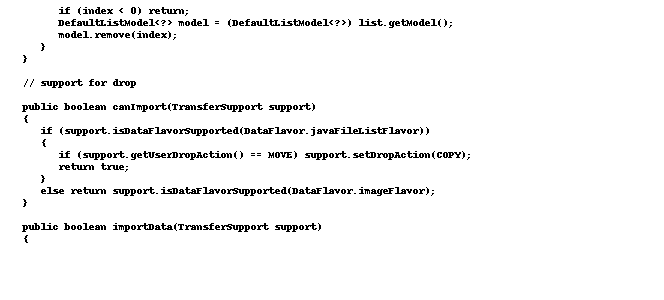 if (index < 0) return;
DefaultListModel<?> model = (DefaultListModel<?>) list.getModel();
model.remove(index);
}
}
// support for drop
public boolean canImport(TransferSupport support)
{
if (support.isDataFlavorSupported(DataFlavor.javaFileListFlavor))
{
if (support.getUserDropAction() == MOVE) support.setDropAction(COPY);
return true;
}
else return support.isDataFlavorSupported(DataFlavor.imageFlavor);
}
public boolean importData(TransferSupport support)
{